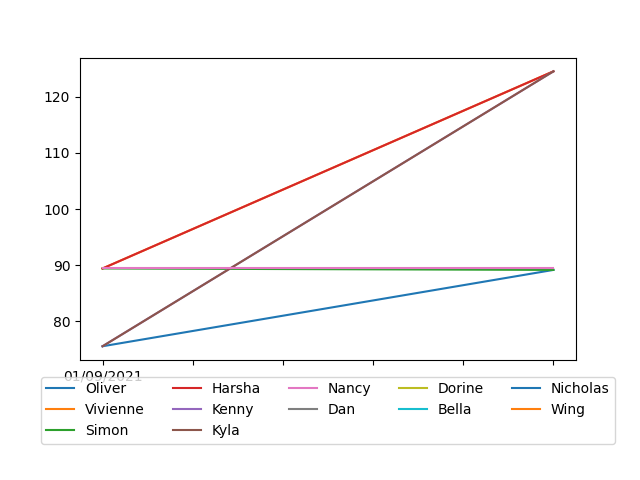 120
110
100
90
80
01/09/2021
Oliver Harsha Nancy Dorine Nicholas
Vivienne Kenny Dan Bella Wing
Simon Kyla